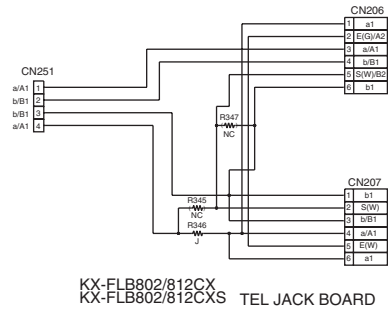 CN206
1 a1
2 E(G)/A2
3 a/A1
4 b/B1
5 S(W)/B2
6 b1
CN251
a/A1 1
b/B1 2
b/B1 3
a/A1 4
R347
NC
R345
NC
R346
J
CN207
1 b1
2 S(W)
3 b/B1
4 a/A1
5 E(W)
6 a1
KX-FLB802/812CX
KX-FLB802/812CXS TEL JACK BOARD